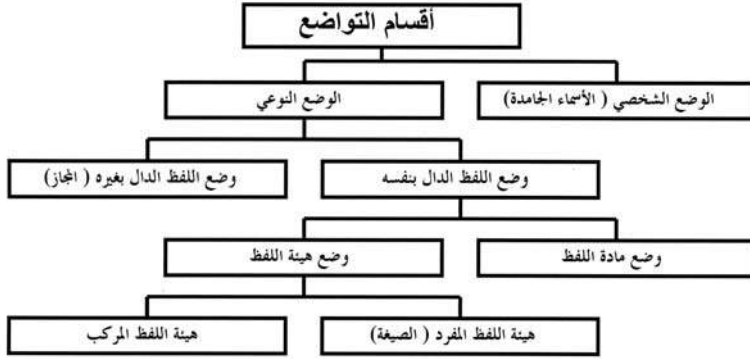 أقسام التواضع
الوضع الشخصي ( الأسماء الجامدة)
الوضع النوعي
وضع اللفظ الدال بنفسه
وضع اللفظ الدال بغيره ( المجاز)
وضع مادة اللفظ
وضع هيئة اللفظ
هيئة اللفظ المفرد ( الصيغة)
هيئة اللفظ المركب